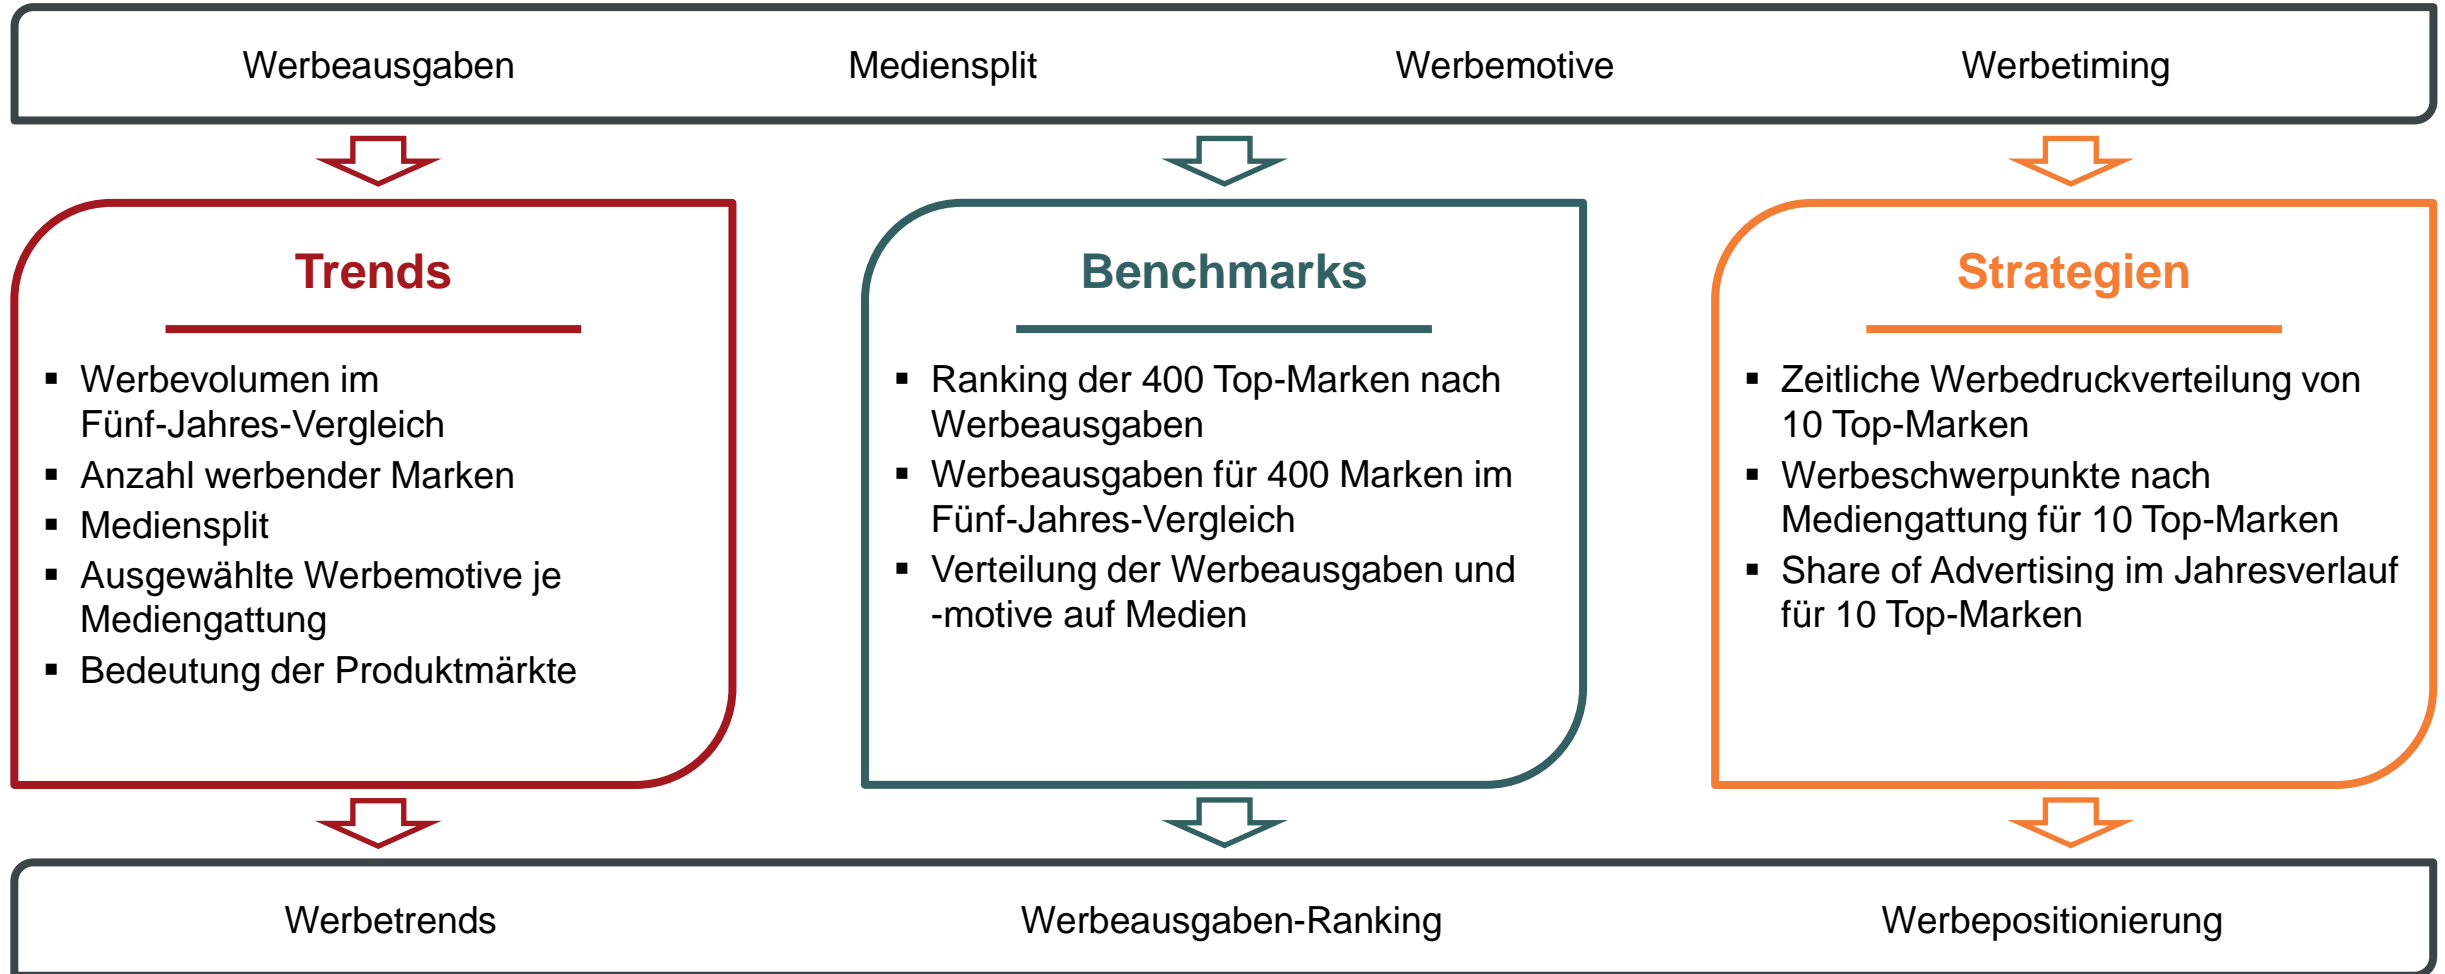 Werbeausgaben Mediensplit Werbemotive Werbetiming
Trends
▪ Werbevolumen im
Fünf-Jahres-Vergleich
▪ Anzahl werbender Marken
▪ Mediensplit
▪ Ausgewählte Werbemotive je
Mediengattung
▪ Bedeutung der Produktmärkte
Benchmarks
▪ Ranking der 400 Top-Marken nach
Werbeausgaben
▪ Werbeausgaben für 400 Marken im
Fünf-Jahres-Vergleich
▪ Verteilung der Werbeausgaben und
-motive auf Medien
Strategien
▪ Zeitliche Werbedruckverteilung von
10 Top-Marken
▪ Werbeschwerpunkte nach
Mediengattung für 10 Top-Marken
▪ Share of Advertising im Jahresverlauf
für 10 Top-Marken
Werbetrends Werbeausgaben-Ranking Werbepositionierung